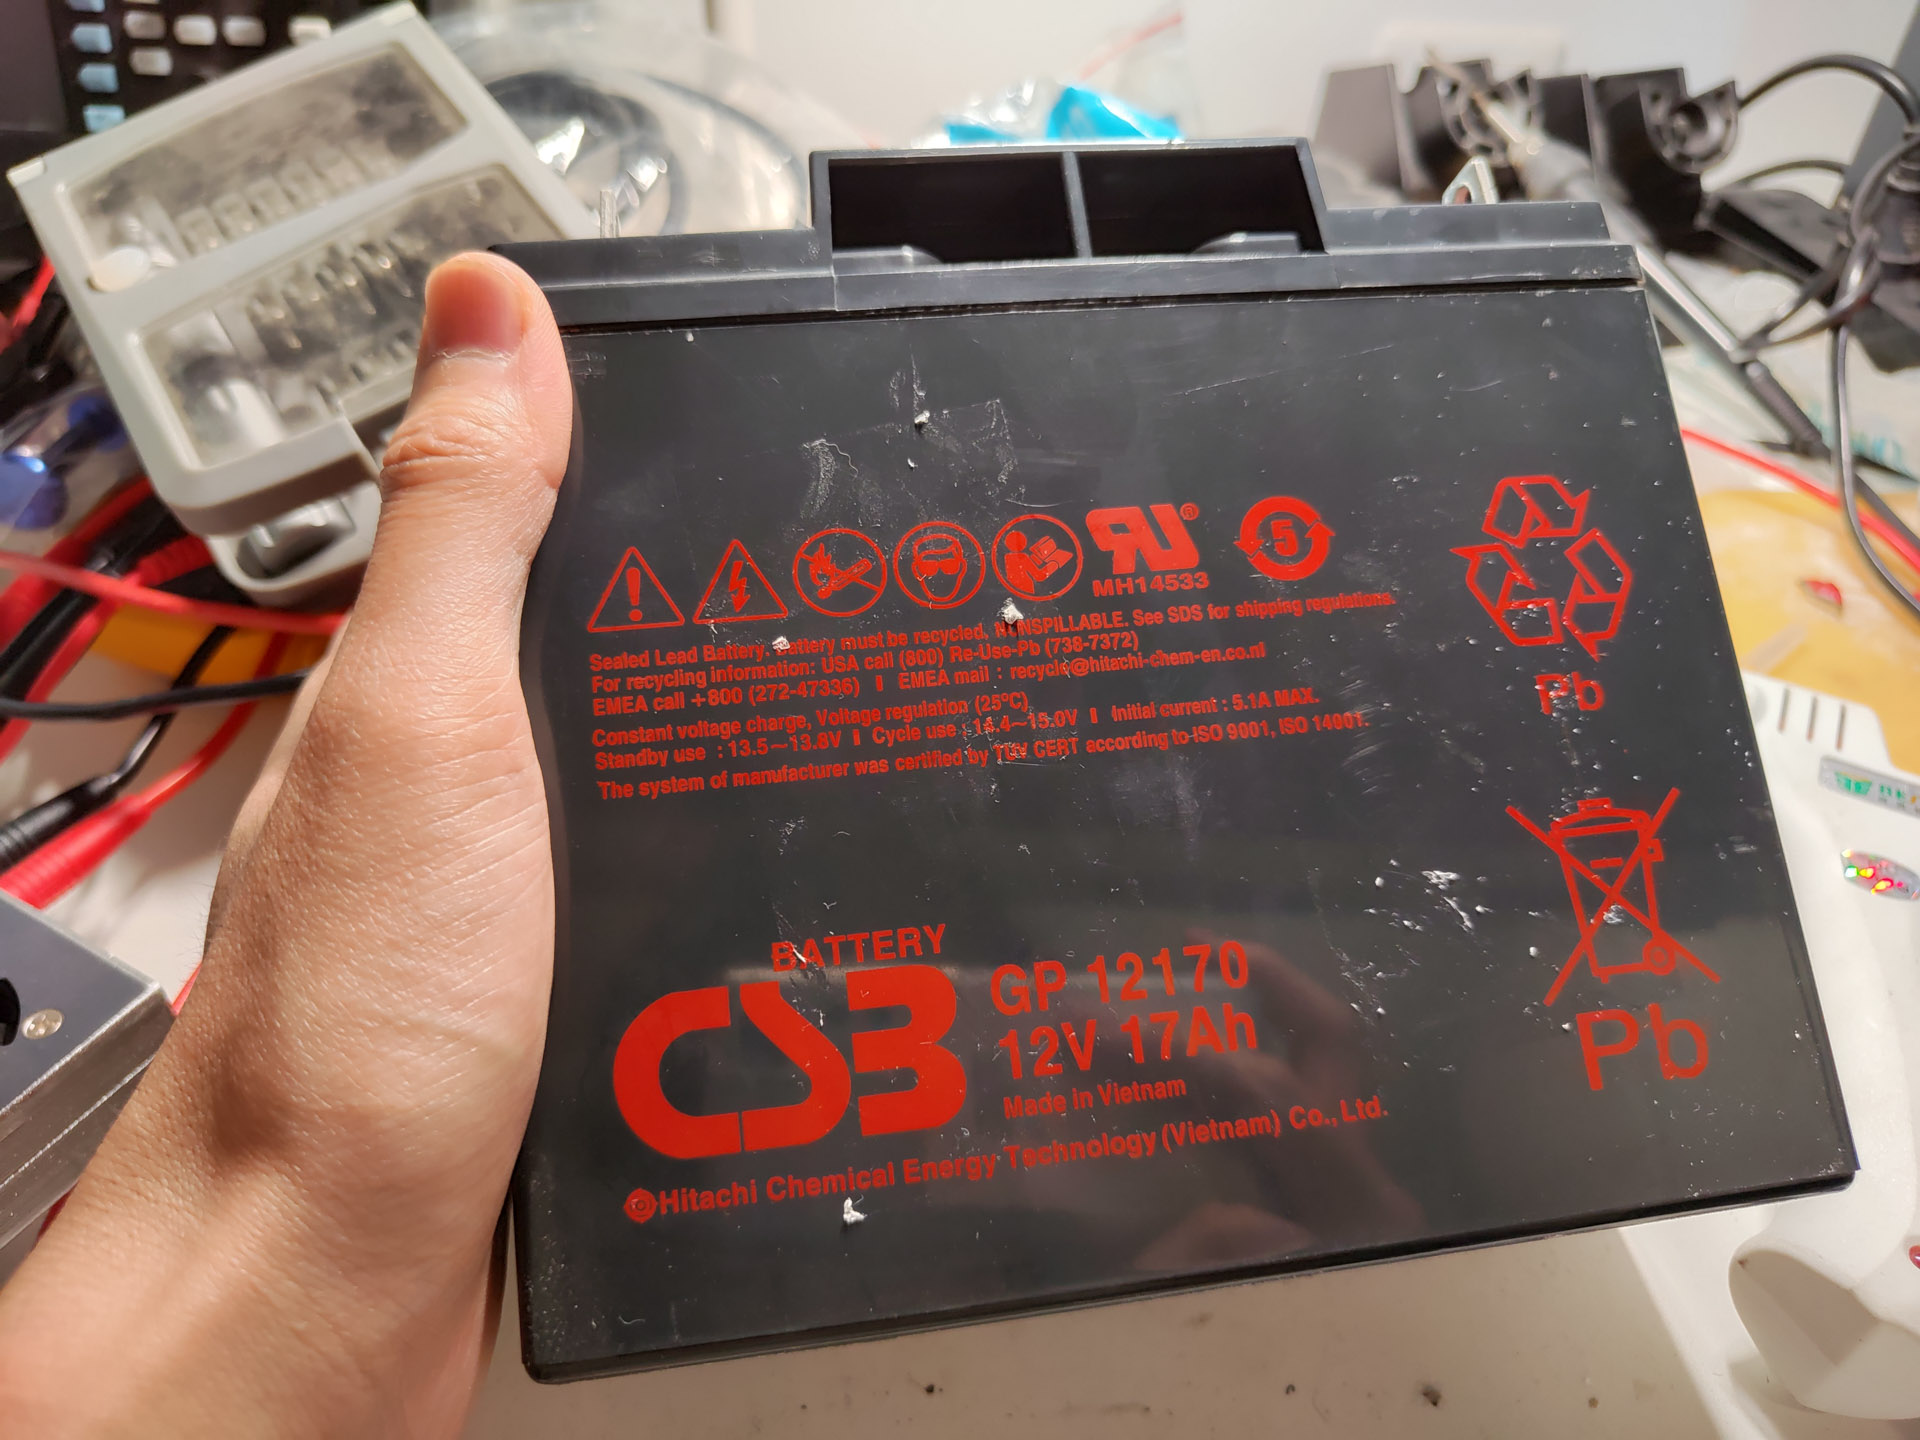 MH14533
5
Sealed Lead Battery. Battery must be recycled. NONSPILLABLE. See SDS for shipping regulations.
For recycling information: USA call (800) Re-Use-Pb (738-7372)
EMEA call +800 (272-47336) I EMEA mail : recycle@hitachi-chem-en.co.nl
Constant voltage charge, Voltage regulation (25°C)
Standby use : 13.5~13.8V I Cycle use : 14.4~15.0V I Initial current : 5.1A MAX.
The system of manufacturer was certified by TÜV CERT according to ISO 9001, ISO 14001.
Pb
BATTERY
CSB
GP 12170
12V 17Ah
Made in Vietnam
Hitachi Chemical Energy Technology (Vietnam) Co., Ltd.
Pb